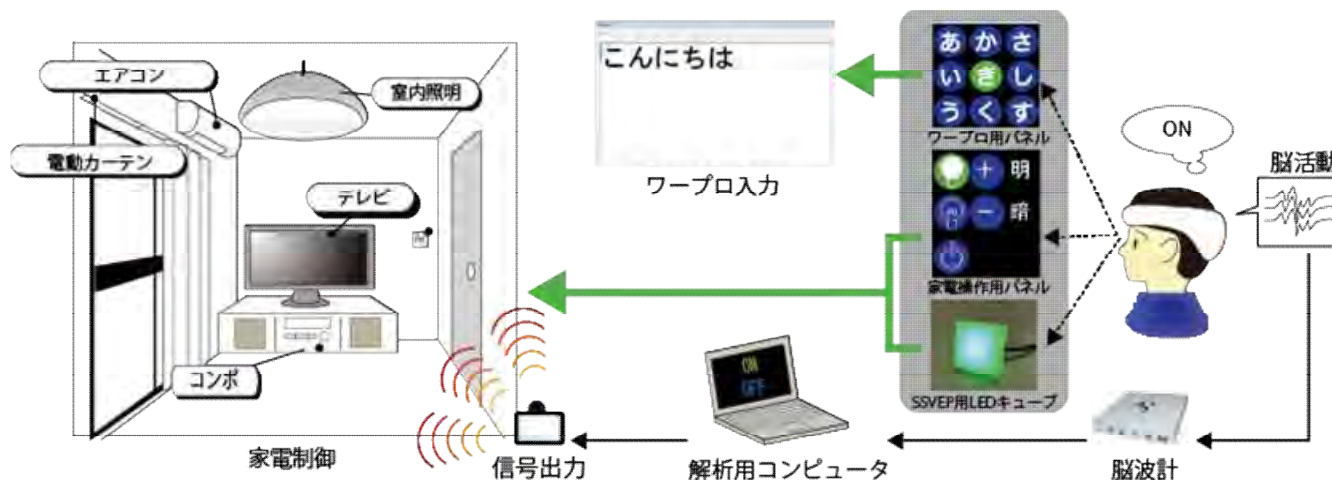 エアコン
電動カーテン
室内照明
テレビ
コンポ
家電制御
こんにちは
ワープロ入力
あ か さ
い き し
う く す
ワープロ用パネル
＋ 明
－ 暗
家電操作用パネル
SSVEP用LEDキューブ
ON
脳活動
ON
OFF
信号出力
解析用コンピュータ
脳波計